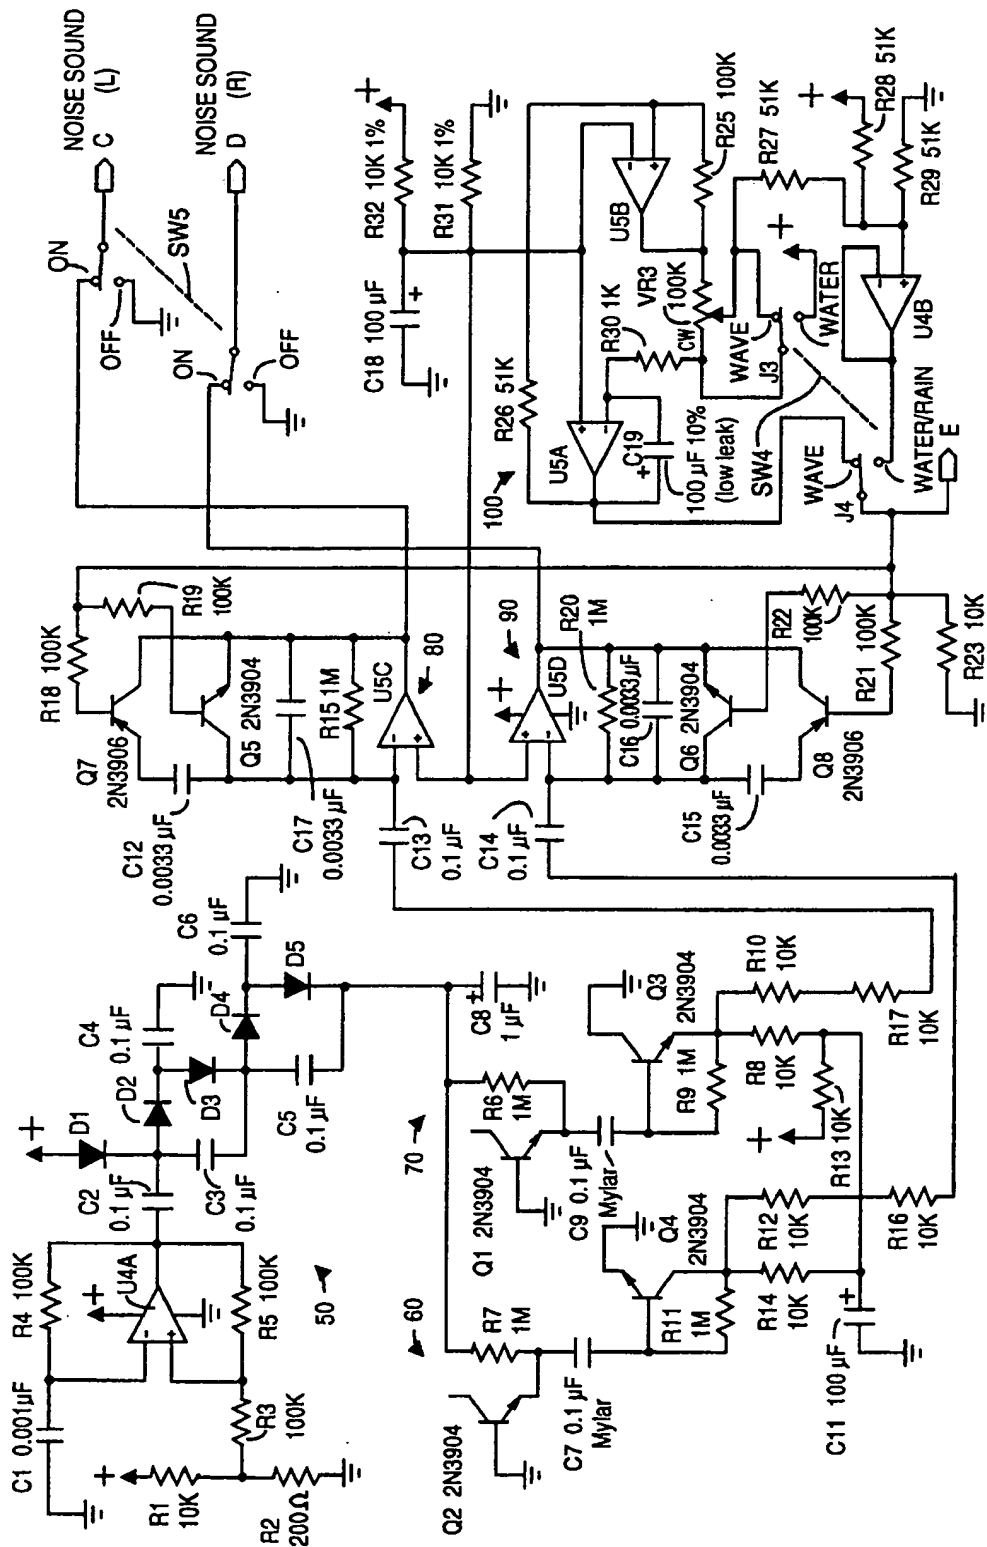 C1 0.001µF
R4 100K
U4A
+
-
+
R5 100K
R3
100K
+
R1
10K
R2
200Ω
50
C2
0.1 µF
+
D1
D2
C3
0.1 µF
D3
C4
0.1 µF
D4
C5
0.1 µF
C6
0.1 µF
D5
+
C8
1 µF
60
70
Q2 2N3904
R7
1M
C7 0.1 µF
Mylar
Q1 2N3904
R6
1M
C9 0.1 µF
Mylar
Q4
2N3904
R11
1M
R14
10K
R12
10K
R16
10K
C11 100 µF
+
Q3
2N3904
R9 1M
R8
10K
R10
10K
R13 10K
+
R17
10K
Q7
2N3906
R18 100K
R19
100K
C12
0.0033 µF
Q5 2N3904
C17
0.0033 µF
R15 1M
C13
0.1 µF
U5C
-
+
80
C14
0.1 µF
+
U5D
+
-
90
R20
1M
C16 0.0033µF
Q6 2N3904
C15
0.0033 µF
Q8
2N3906
R22
100K
R21 100K
R23 10K
NOISE SOUND
C (L)
NOISE SOUND
D (R)
ON
OFF
SW5
ON
OFF
C18 100 µF
+
R32 10K 1%
+
R31 10K 1%
100
R26 51K
U5A
+
-
C19
+
100 µF 10%
(low leak)
R30 1K
U5B
-
+
VR3
100K
CW
R25 100K
R27 51K
+
WAVE
J3
WATER
SW4
WAVE
J4
WATER/RAIN
E
U4B
-
+
+
R28 51K
R29 51K